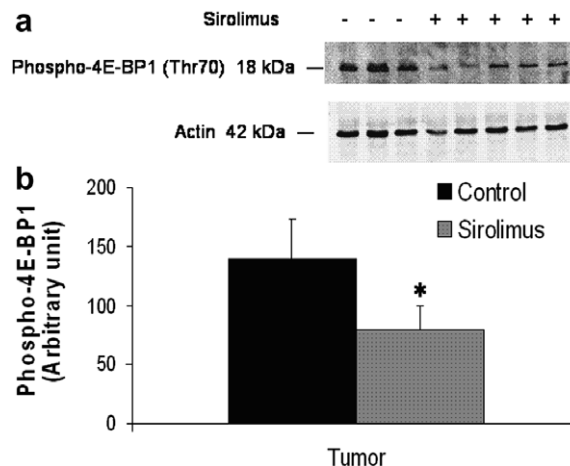 a
Sirolimus - - - + + + + +
Phospho-4E-BP1 (Thr70) 18 kDa
Actin 42 kDa
b
Phospho-4E-BP1
(Arbitrary unit)
200
150
100
50
0
Control
Sirolimus
*
Tumor